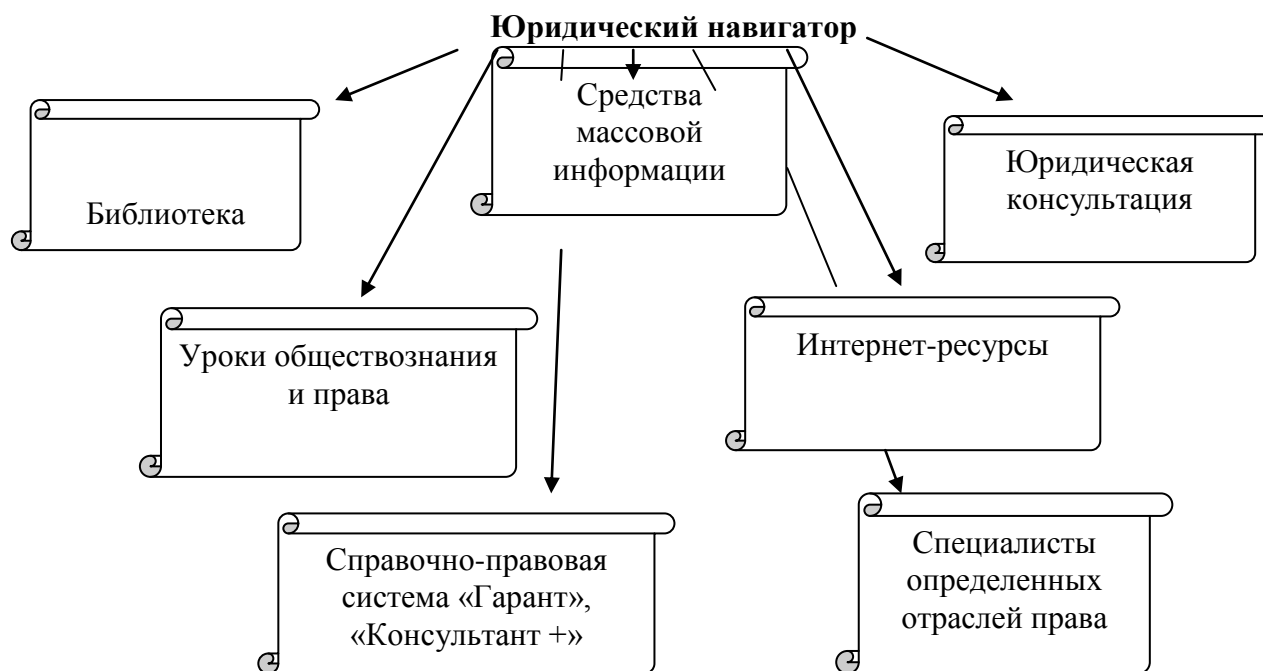 Юридический навигатор
Средства
массовой
информации
Библиотека
Юридическая
консультация
Уроки обществознания
и права
Интернет-ресурсы
Справочно-правовая
система «Гарант»,
«Консультант +»
Специалисты
определенных
отраслей права